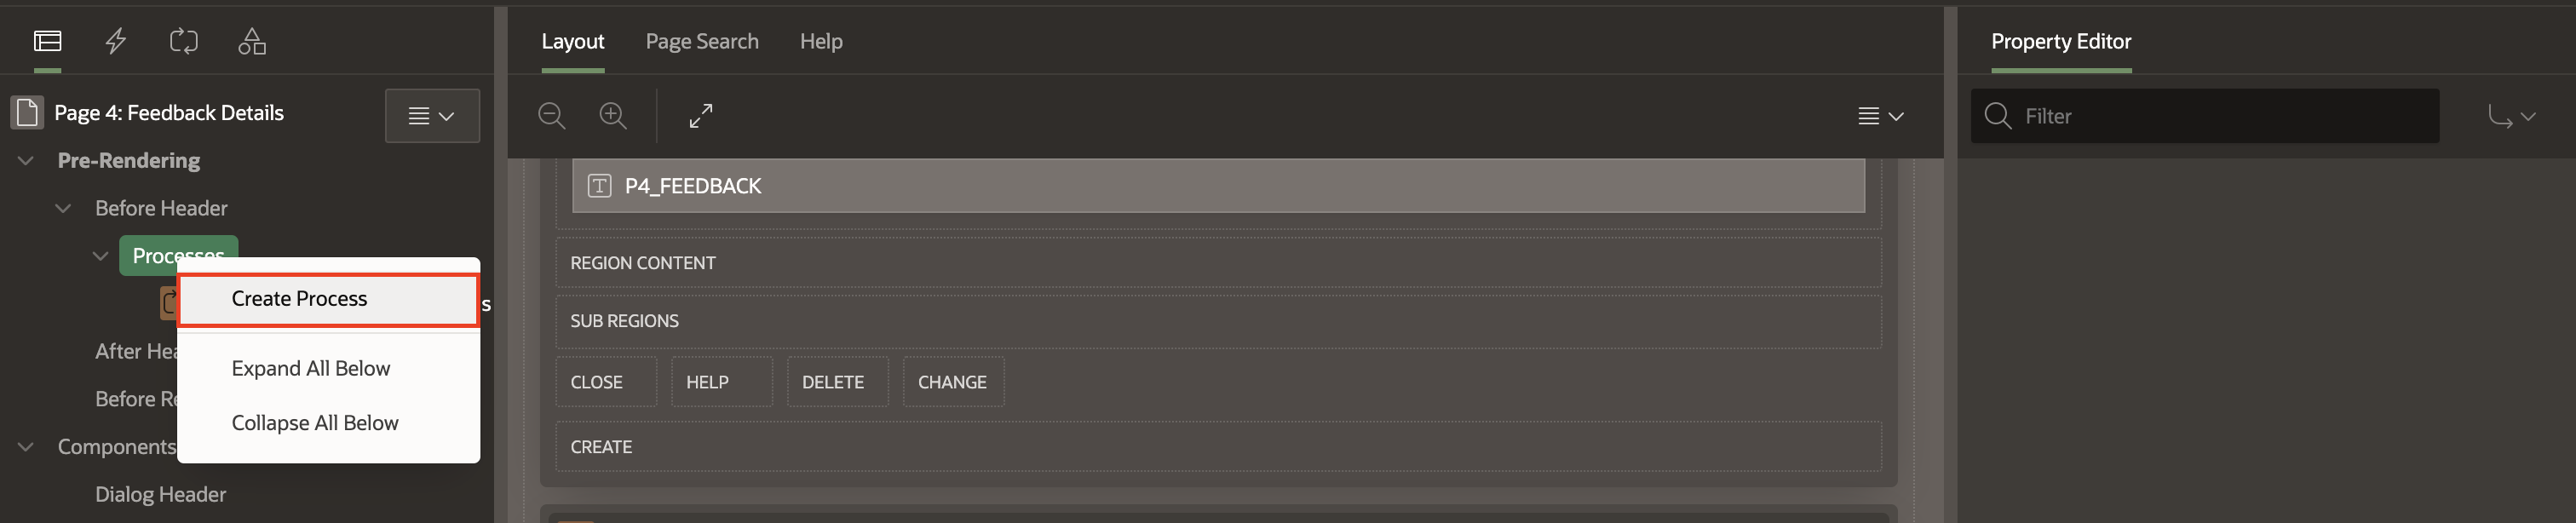 Layout
Page Search
Help
Property Editor
Page 4: Feedback Details
Filter
Pre-Rendering
Before Header
Processes
Create Process
s
Expand All Below
Collapse All Below
After Hea
Before Re
Components
Dialog Header
P4_FEEDBACK
REGION CONTENT
SUB REGIONS
CLOSE
HELP
DELETE
CHANGE
CREATE